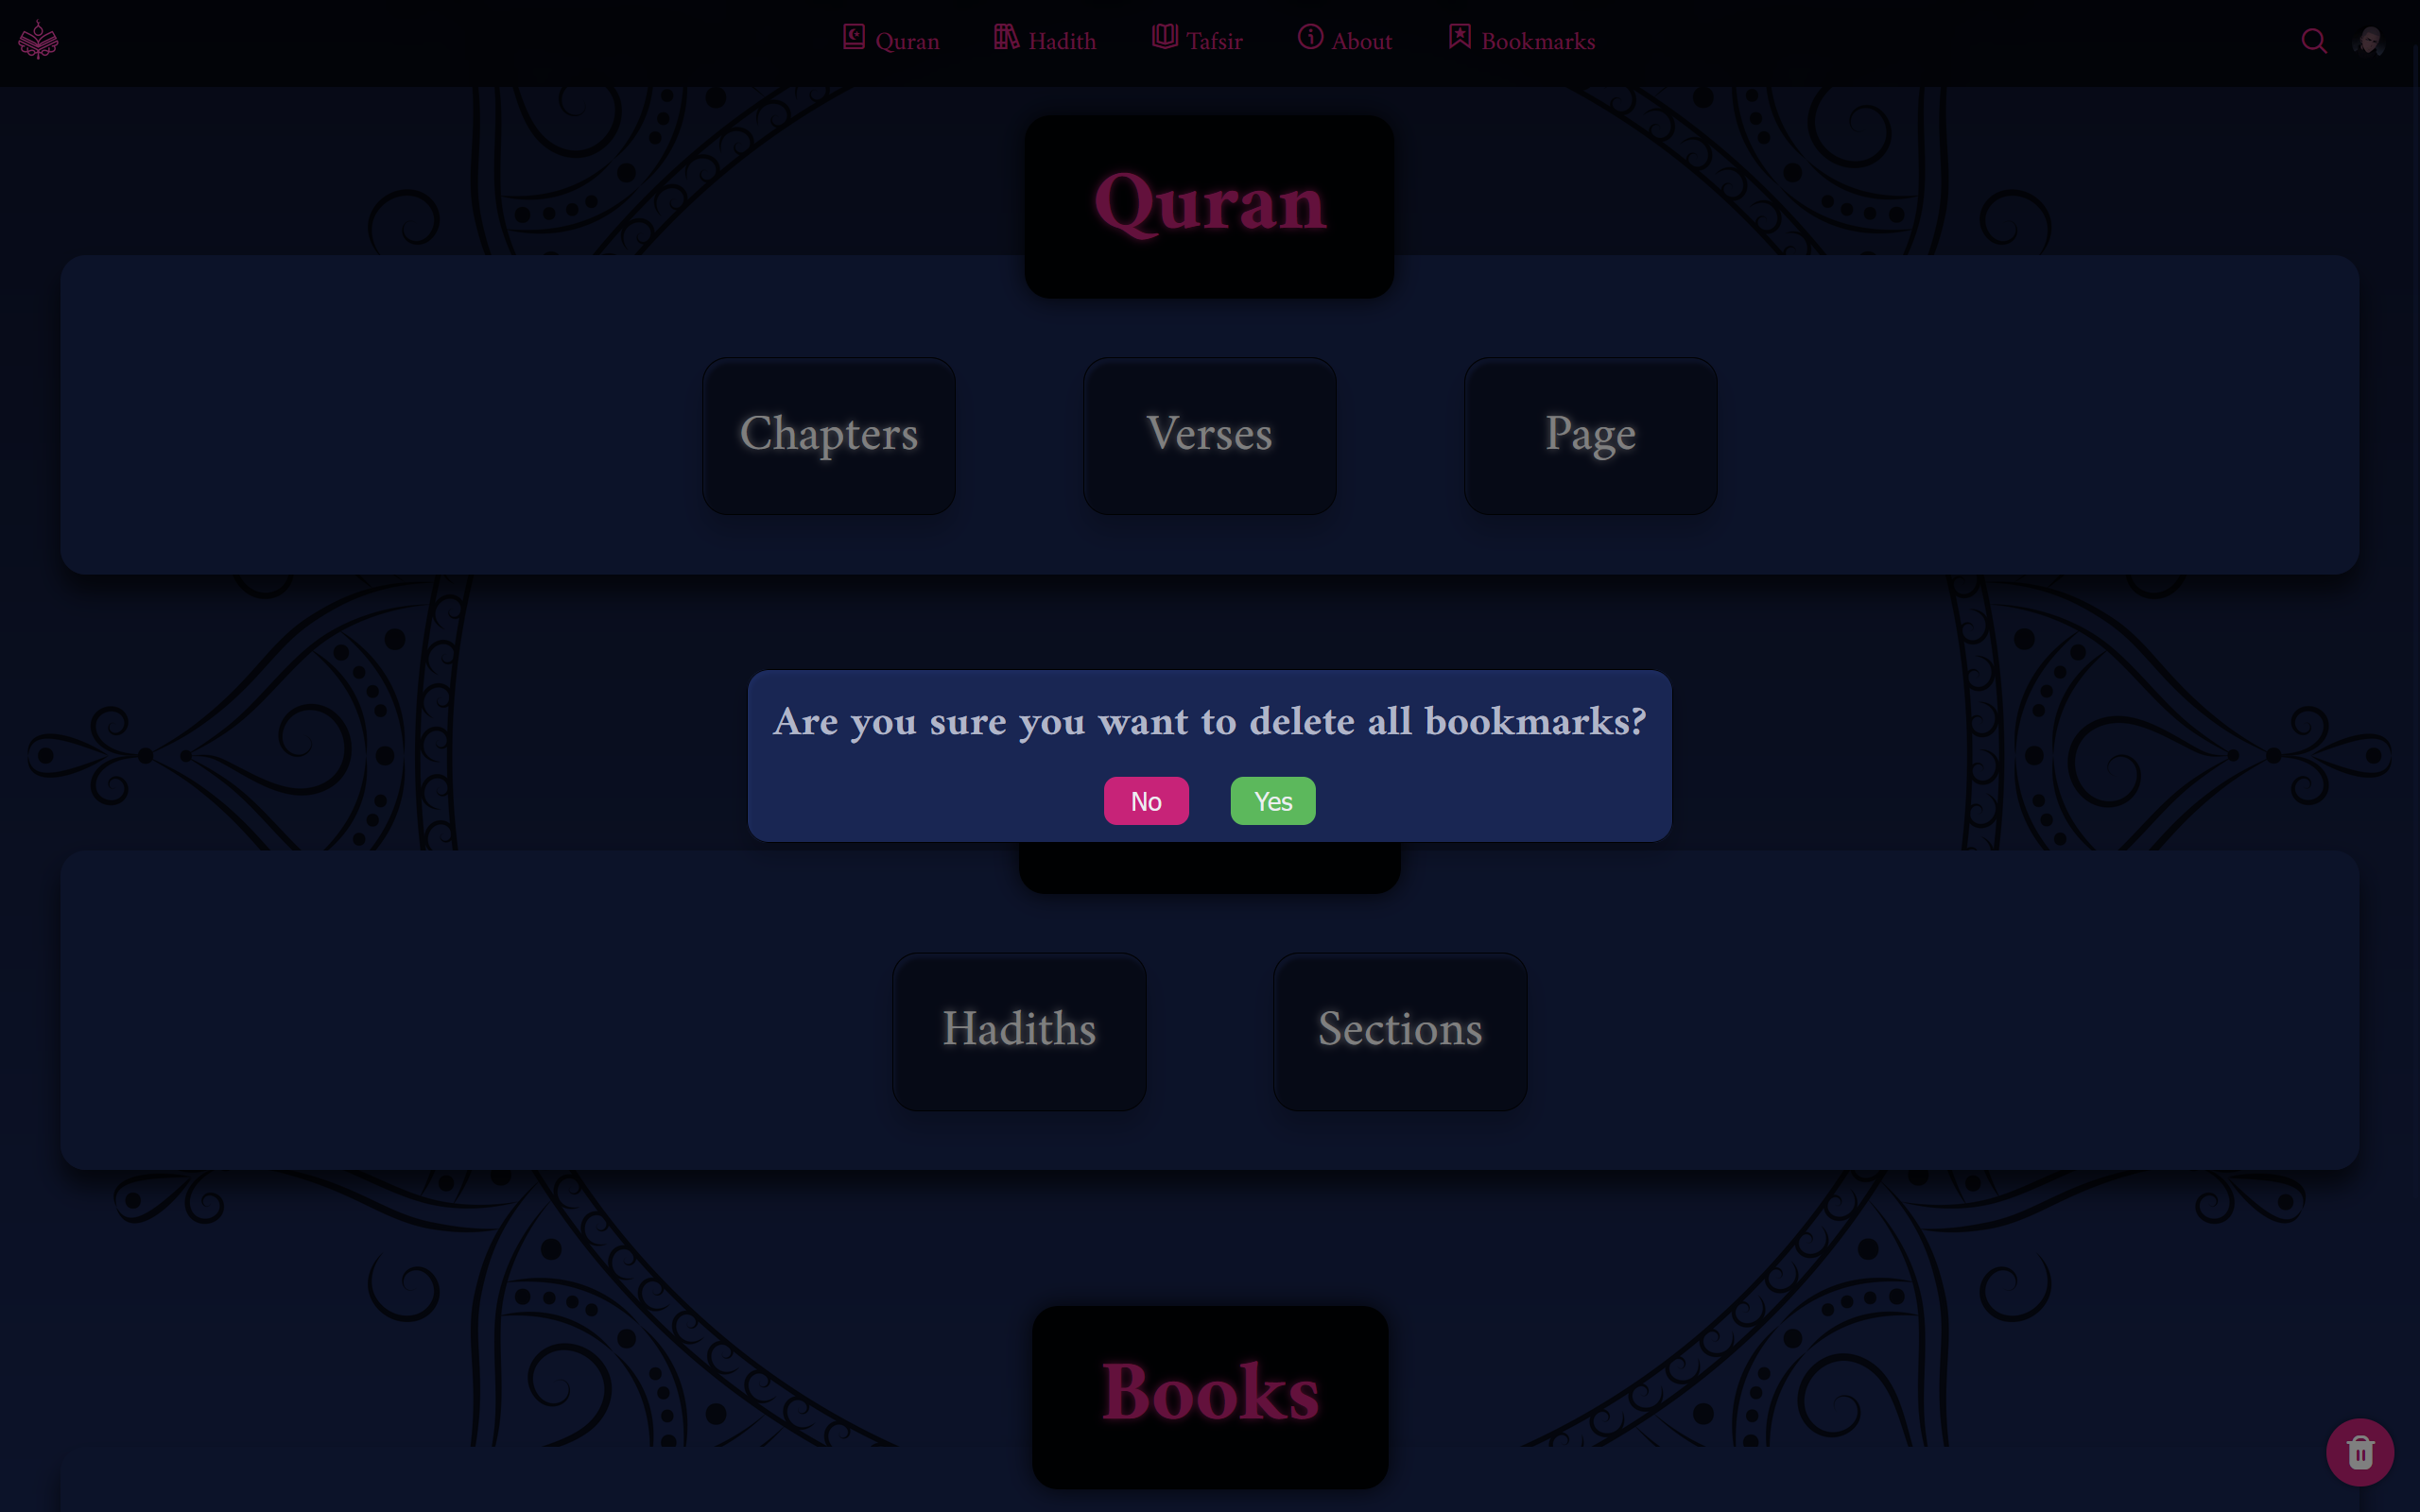 Quran
Hadith
Tafsir
About
Bookmarks
Quran
Chapters
Verses
Page
Are you sure you want to delete all bookmarks?
No
Yes
Hadiths
Sections
Books